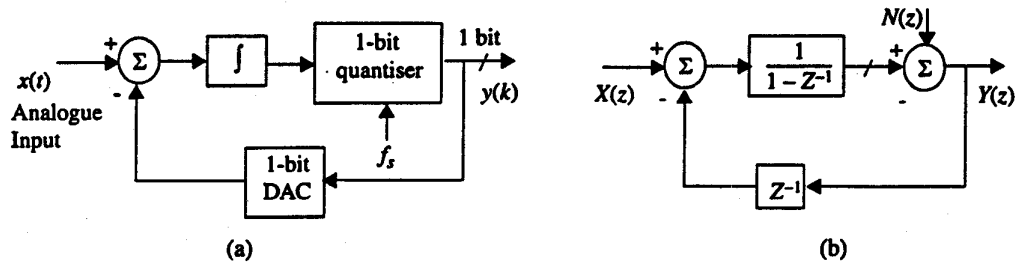 +
Σ
-
x(t)
Analogue
Input
∫
1-bit
quantiser
1 bit
y(k)
f_s
1-bit
DAC
(a)
N(z)
+
Σ
-
X(z)
1
1 – Z⁻¹
+
Σ
-
Y(z)
Z⁻¹
(b)